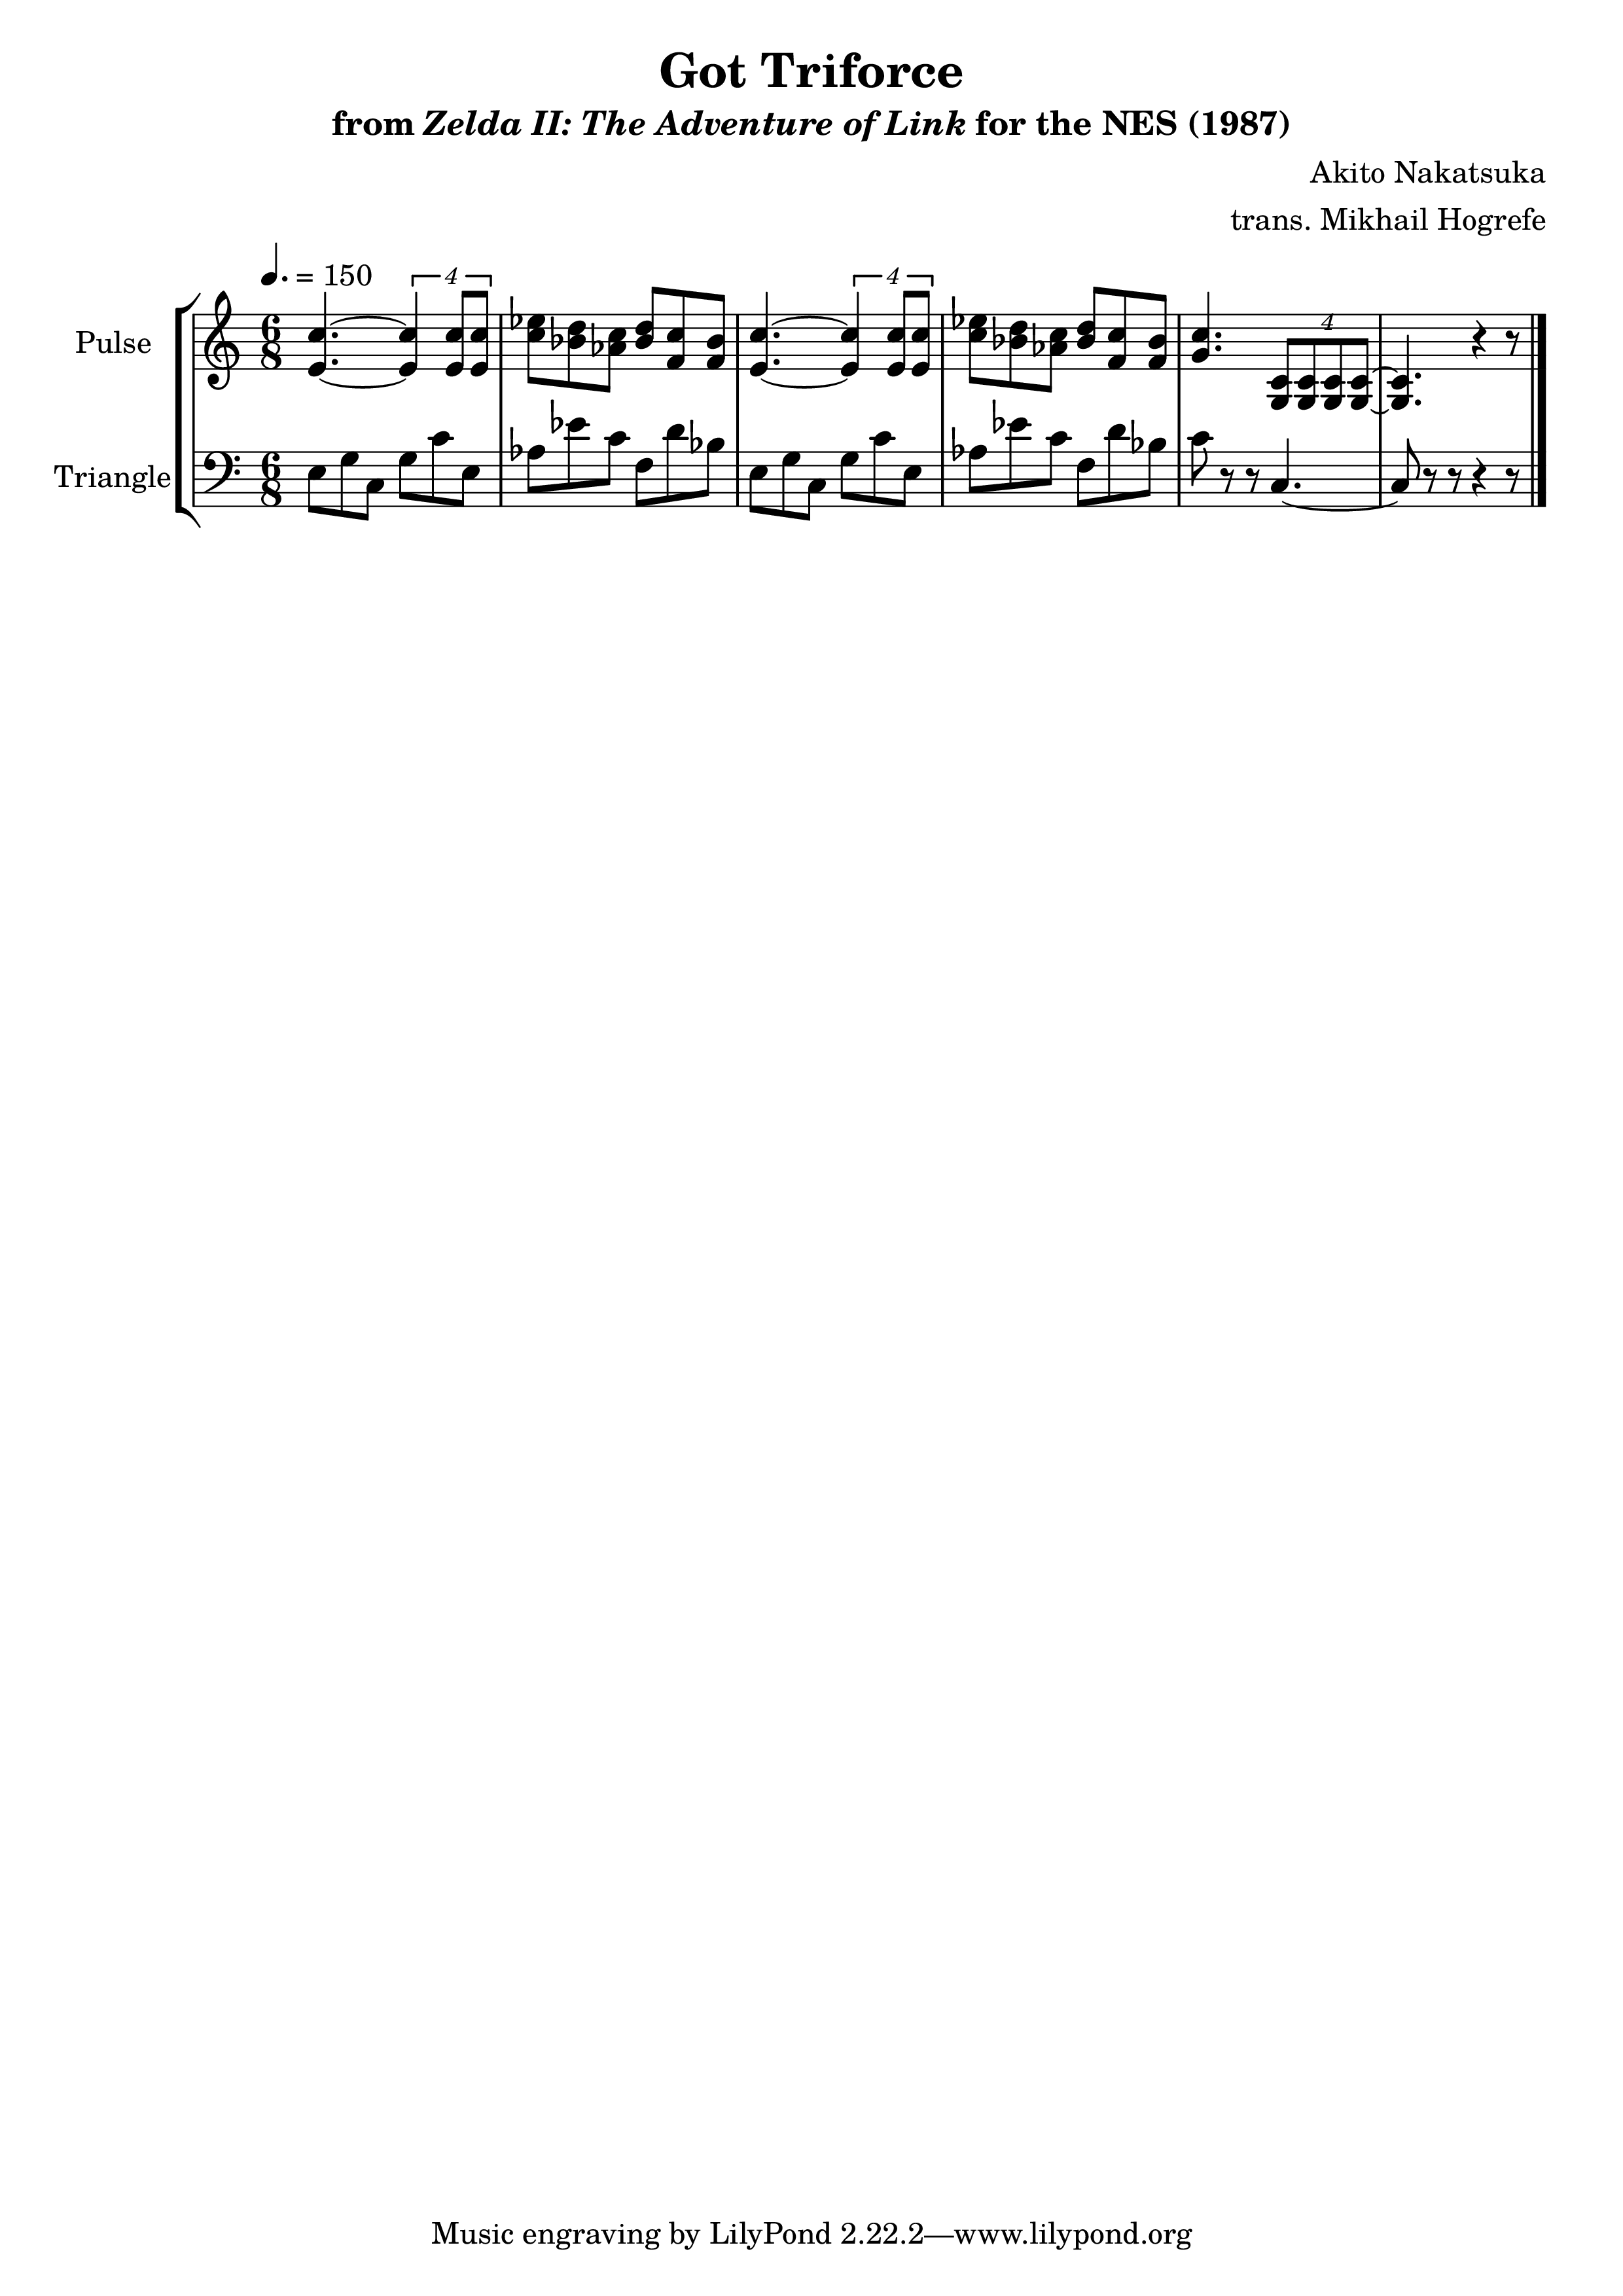 Got Triforce
from Zelda II: The Adventure of Link for the NES (1987)
Akito Nakatsuka
trans. Mikhail Hogrefe
♩. = 150
4
4
4
Pulse
6
8
Triangle
6
8
Music engraving by LilyPond 2.22.2—www.lilypond.org